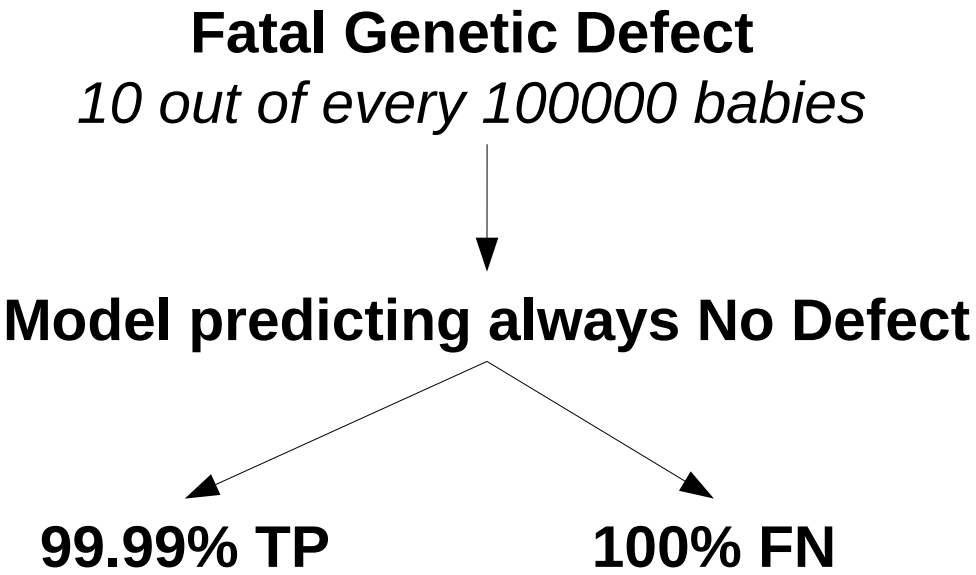 Fatal Genetic Defect
10 out of every 100000 babies
Model predicting always No Defect
99.99% TP
100% FN